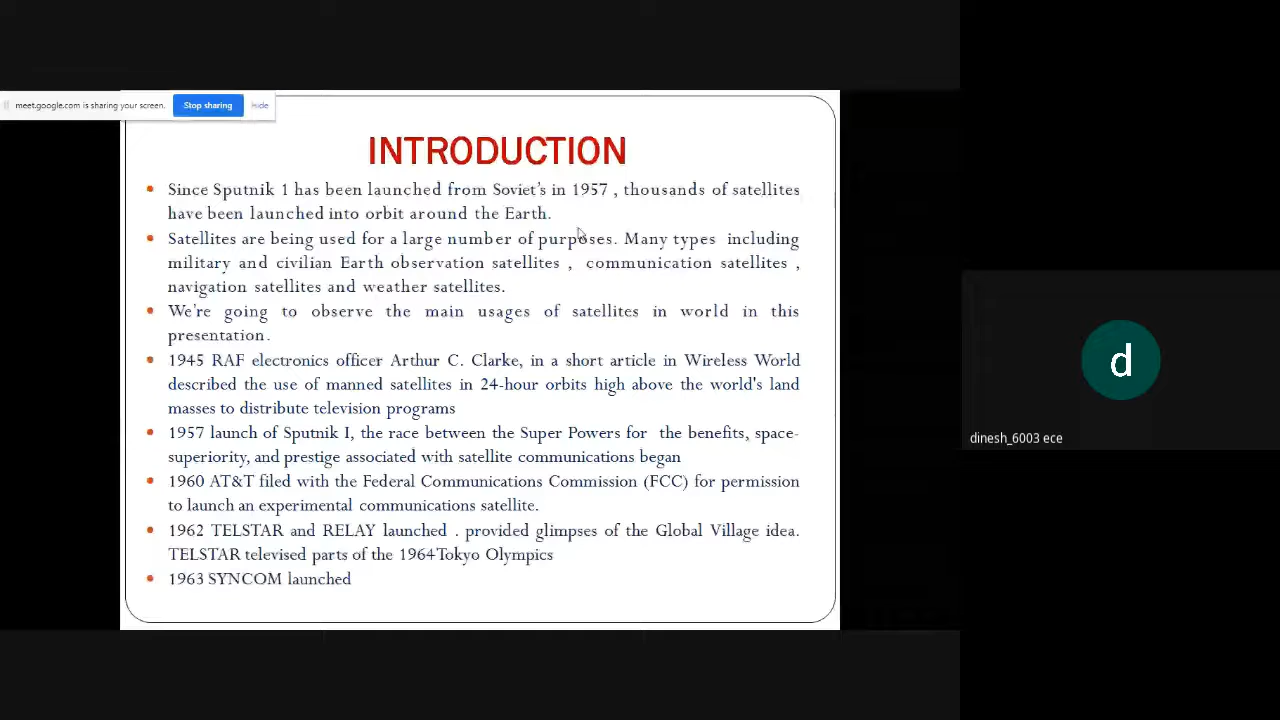 meet.google.com is sharing your screen.
Stop sharing
Hide
INTRODUCTION
• Since Sputnik 1 has been launched from Soviet's in 1957 , thousands of satellites
have been launched into orbit around the Earth.
• Satellites are being used for a large number of purposes. Many types including
military and civilian Earth observation satellites , communication satellites ,
navigation satellites and weather satellites.
• We're going to observe the main usages of satellites in world in this
presentation.
• 1945 RAF electronics officer Arthur C. Clarke, in a short article in Wireless World
described the use of manned satellites in 24-hour orbits high above the world's land
masses to distribute television programs
• 1957 launch of Sputnik I, the race between the Super Powers for the benefits, space-
superiority, and prestige associated with satellite communications began
• 1960 AT&T filed with the Federal Communications Commission (FCC) for permission
to launch an experimental communications satellite.
• 1962 TELSTAR and RELAY launched . provided glimpses of the Global Village idea.
TELSTAR televised parts of the 1964Tokyo Olympics
• 1963 SYNCOM launched
d
dinesh_6003 ece